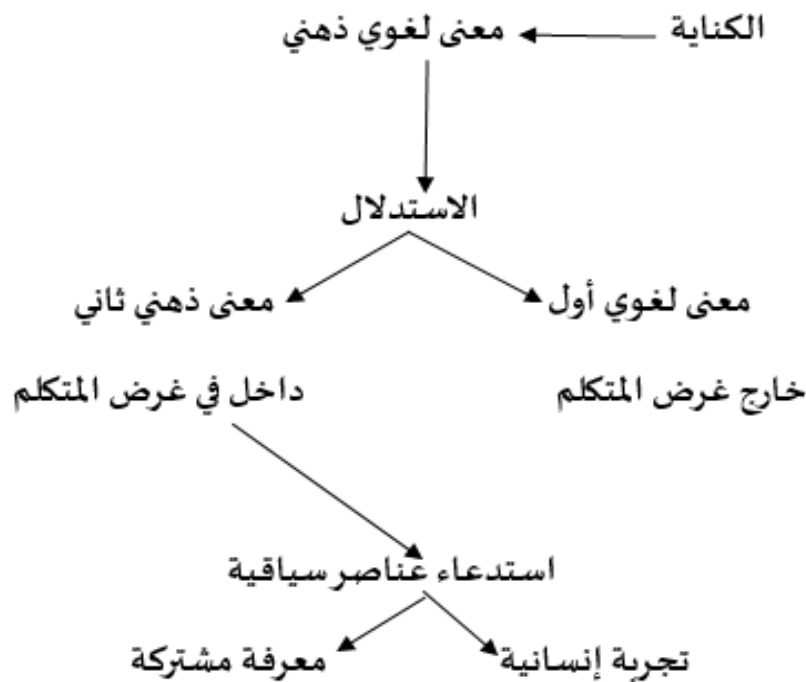 الكناية معنى لغوي ذهني
الاستدلال
معنى لغوي أول معنى ذهني ثاني
خارج غرض المتكلم داخل في غرض المتكلم
استدعاء عناصر سياقية
تجربة إنسانية معرفة مشتركة